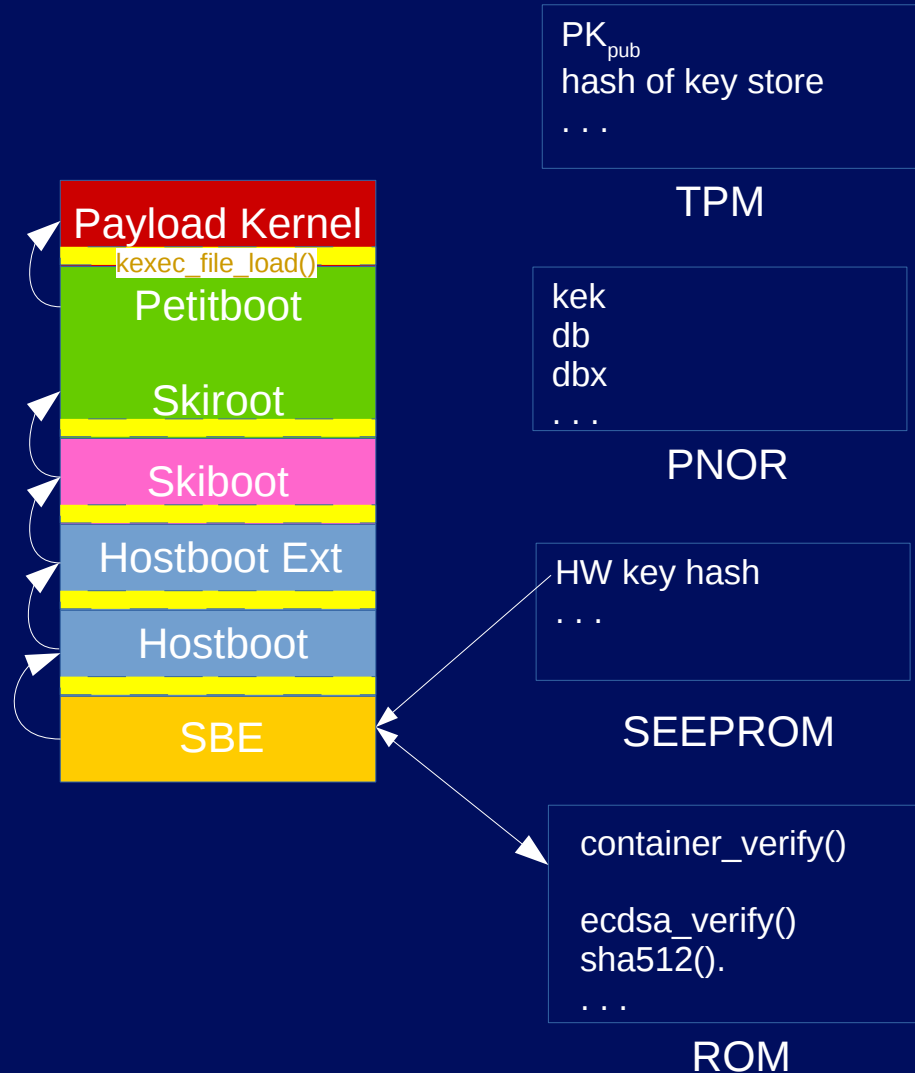 PKpub
hash of key store
. . .
TPM
Payload Kernel
kexec_file_load()
Petitboot
Skiroot
Skiboot
Hostboot Ext
Hostboot
SBE
kek
db
dbx
. . .
PNOR
HW key hash
. . .
SEEPROM
container_verify()
ecdsa_verify()
sha512().
. . .
ROM